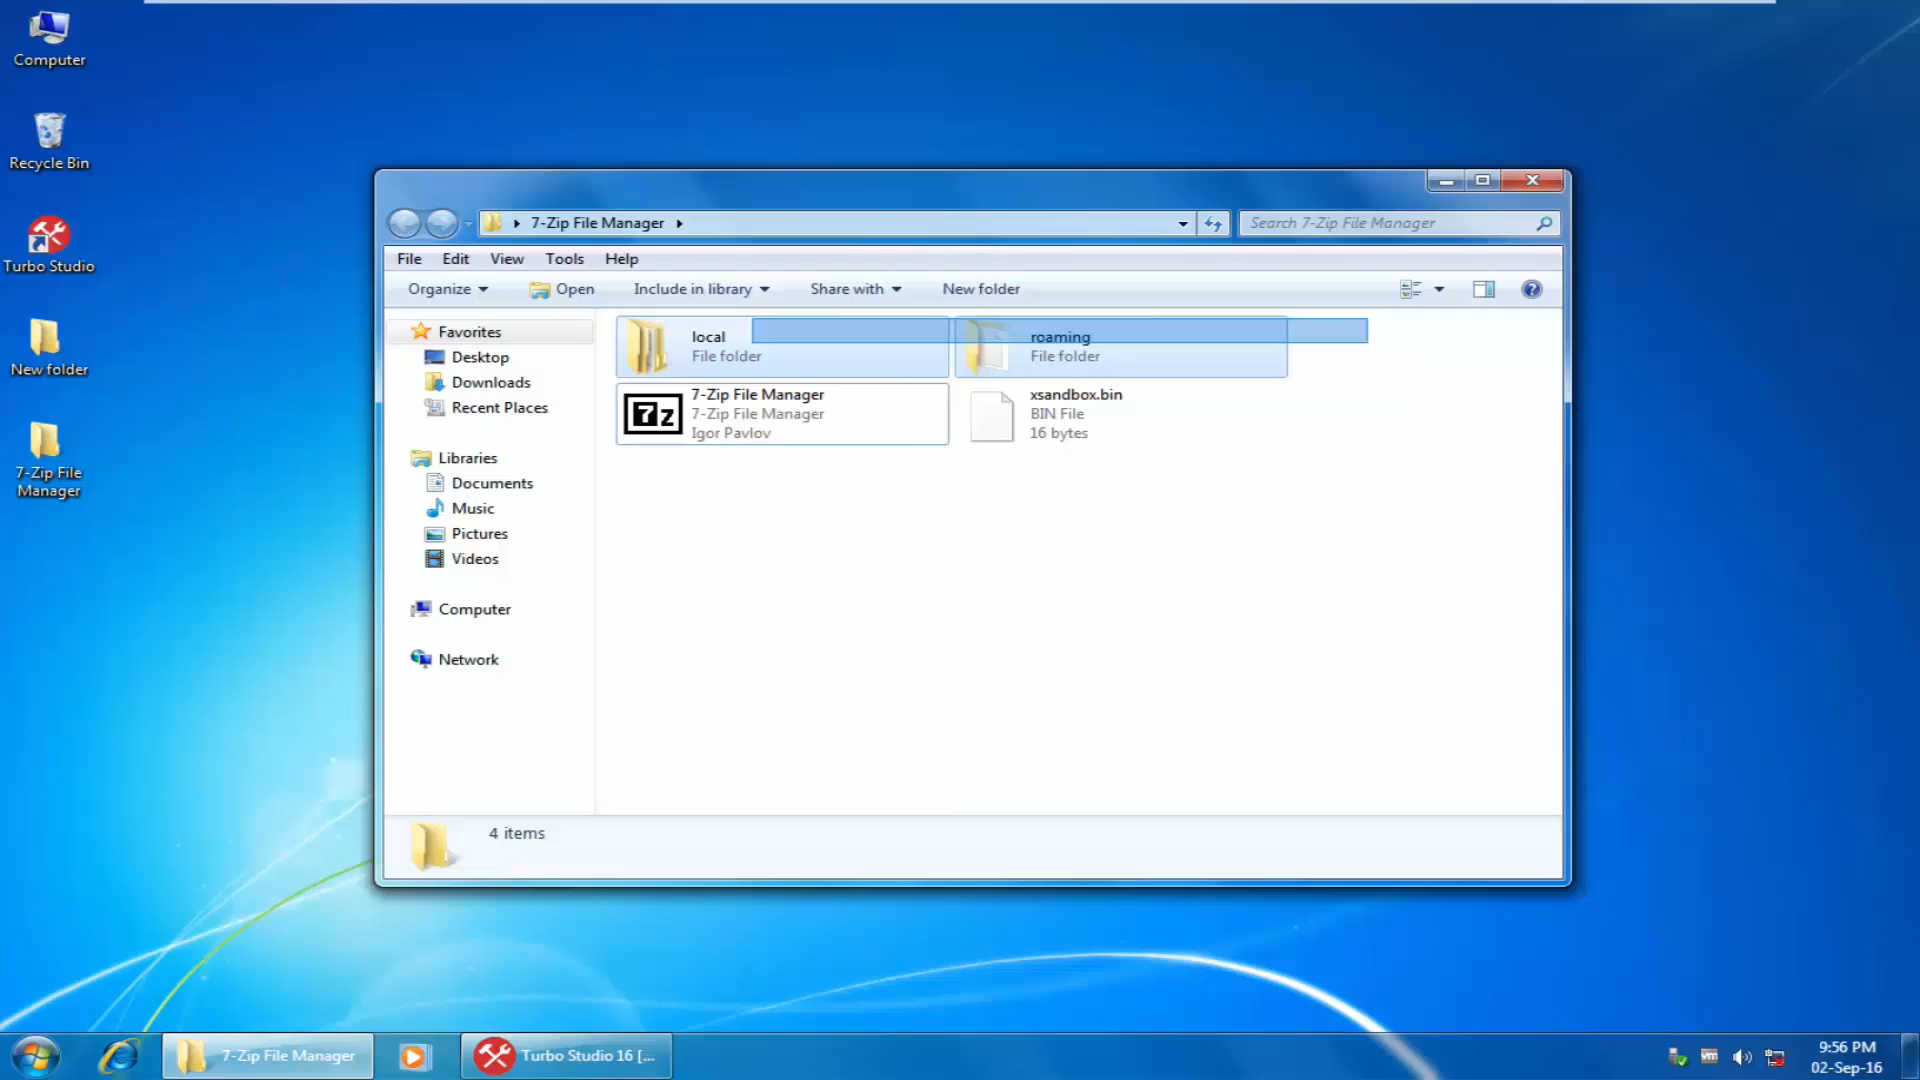 Computer
Recycle Bin
Turbo Studio
New folder
7-Zip File
Manager
7-Zip File Manager
Search 7-Zip File Manager
File Edit View Tools Help
Organize Open Include in library Share with New folder
Favorites
Desktop
Downloads
Recent Places
Libraries
Documents
Music
Pictures
Videos
Computer
Network
local
File folder
roaming
File folder
7z
7-Zip File Manager
7-Zip File Manager
Igor Pavlov
xsandbox.bin
BIN File
16 bytes
4 items
7-Zip File Manager
Turbo Studio 16 [...
9:56 PM
02-Sep-16